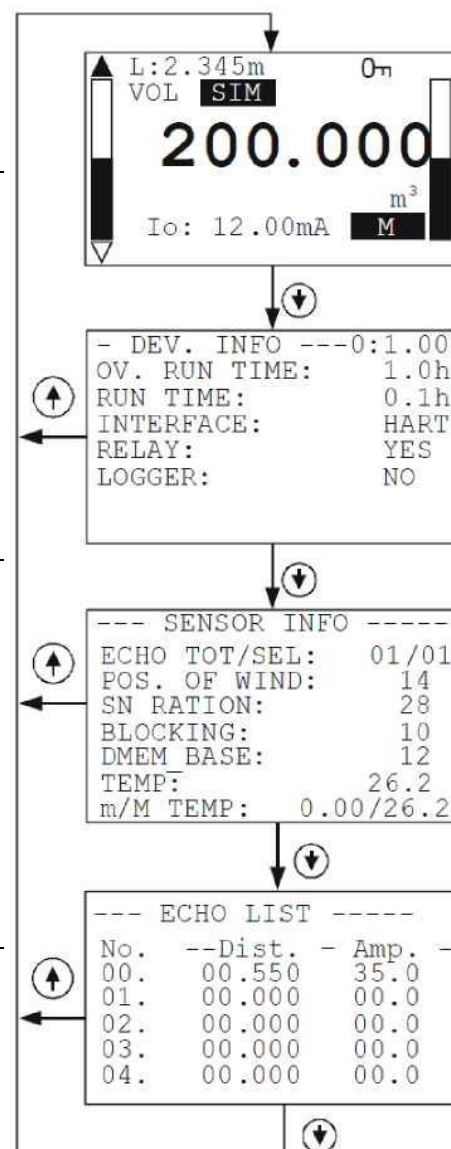 L:2.345m
VOL SIM
200.000
m³
Io: 12.00mA M
- DEV. INFO ---0:1.00
OV. RUN TIME: 1.0h
RUN TIME: 0.1h
INTERFACE: HART
RELAY: YES
LOGGER: NO
--- SENSOR INFO -----
ECHO TOT/SEL: 01/01
POS. OF WIND: 14
SN RATION: 28
BLOCKING: 10
DMEM_BASE: 12
TEMP: 26.2
m/M TEMP: 0.00/26.2
--- ECHO LIST -----
No. --Dist. - Amp. -
00. 00.550 35.0
01. 00.000 00.0
02. 00.000 00.0
03. 00.000 00.0
04. 00.000 00.0